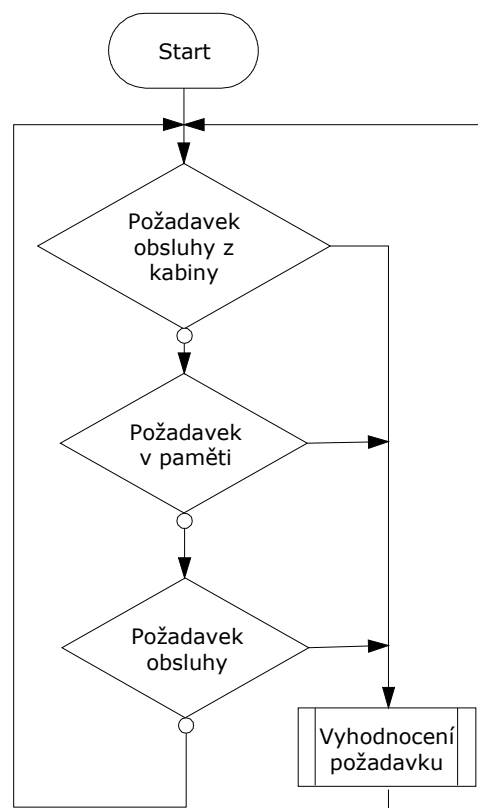 Start
Požadavek
obsluhy z
kabiny
Požadavek
v paměti
Požadavek
obsluhy
Vyhodnocení
požadavku